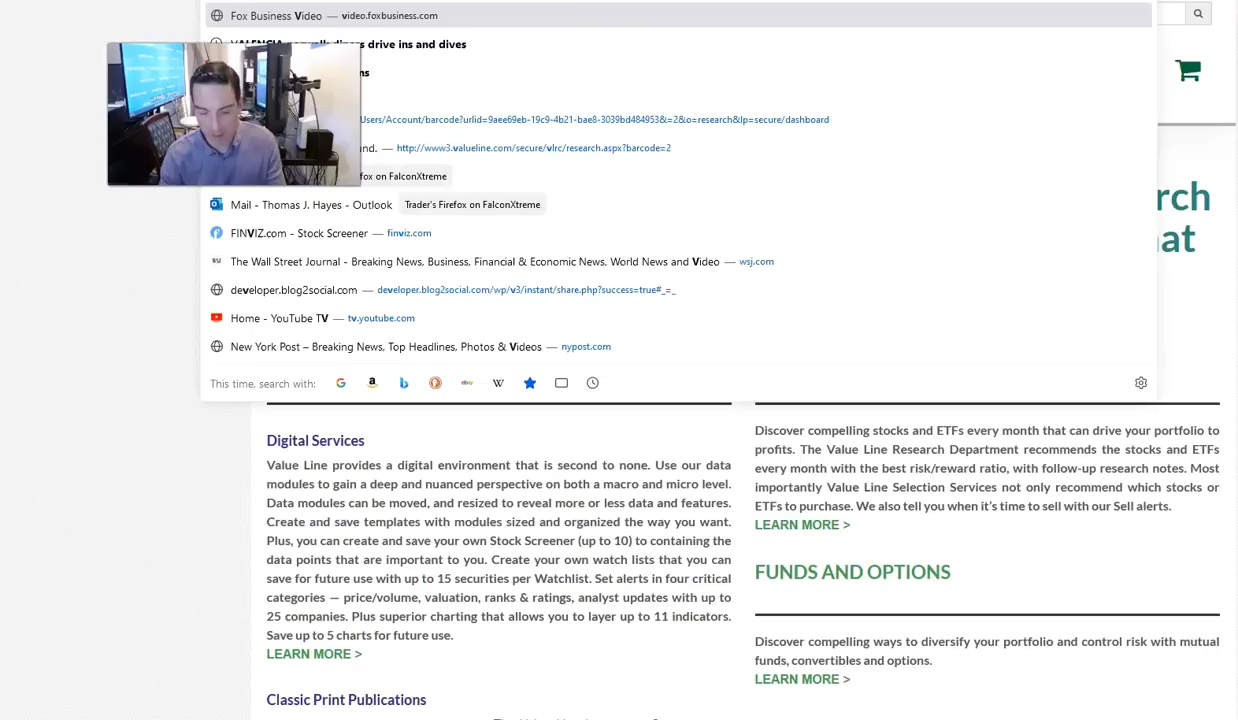 Fox Business Video — video.foxbusiness.com
drive ins and dives
ns
Users/Account/barcode?urlid=9aee69eb-19c9-4b21-bae8-3039bd484953&=2&o=research&lp=secure/dashboard
und. — http://www3.valueline.com/secure/vlrc/research.aspx?barcode=2
fox on FalconXtreme
Mail - Thomas J. Hayes - Outlook Trader's Firefox on FalconXtreme
FINVIZ.com - Stock Screener — finviz.com
WSJ The Wall Street Journal - Breaking News, Business, Financial & Economic News, World News and Video — wsj.com
developer.blog2social.com — developer.blog2social.com/wp/v3/instant/share.php?success=true#_=_
Home - YouTube TV — tv.youtube.com
New York Post – Breaking News, Top Headlines, Photos & Videos — nypost.com
This time, search with:
rch
hat
Digital Services
Value Line provides a digital environment that is second to none. Use our data
modules to gain a deep and nuanced perspective on both a macro and micro level.
Data modules can be moved, and resized to reveal more or less data and features.
Create and save templates with modules sized and organized the way you want.
Plus, you can create and save your own Stock Screener (up to 10) to containing the
data points that are important to you. Create your own watch lists that you can
save for future use with up to 15 securities per Watchlist. Set alerts in four critical
categories — price/volume, valuation, ranks & ratings, analyst updates with up to
25 companies. Plus superior charting that allows you to layer up to 11 indicators.
Save up to 5 charts for future use.
LEARN MORE >
Classic Print Publications
Discover compelling stocks and ETFs every month that can drive your portfolio to
profits. The Value Line Research Department recommends the stocks and ETFs
every month with the best risk/reward ratio, with follow-up research notes. Most
importantly Value Line Selection Services not only recommend which stocks or
ETFs to purchase. We also tell you when it's time to sell with our Sell alerts.
LEARN MORE >
FUNDS AND OPTIONS
Discover compelling ways to diversify your portfolio and control risk with mutual
funds, convertibles and options.
LEARN MORE >